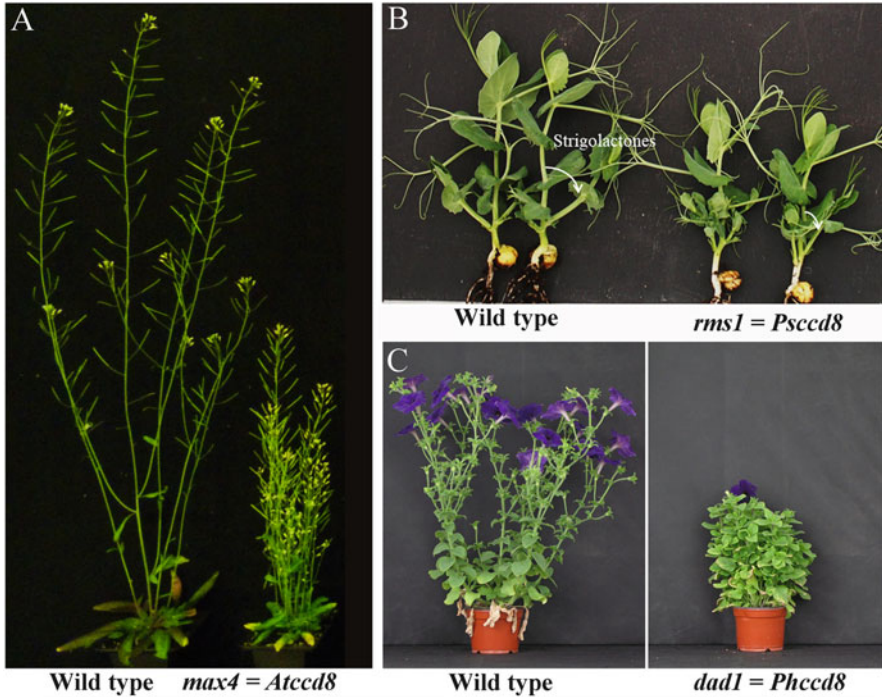 A
Wild type max4 = Atccd8
B
Strigolactones
Wild type rms1 = Psccd8
C
Wild type dad1 = Phccd8